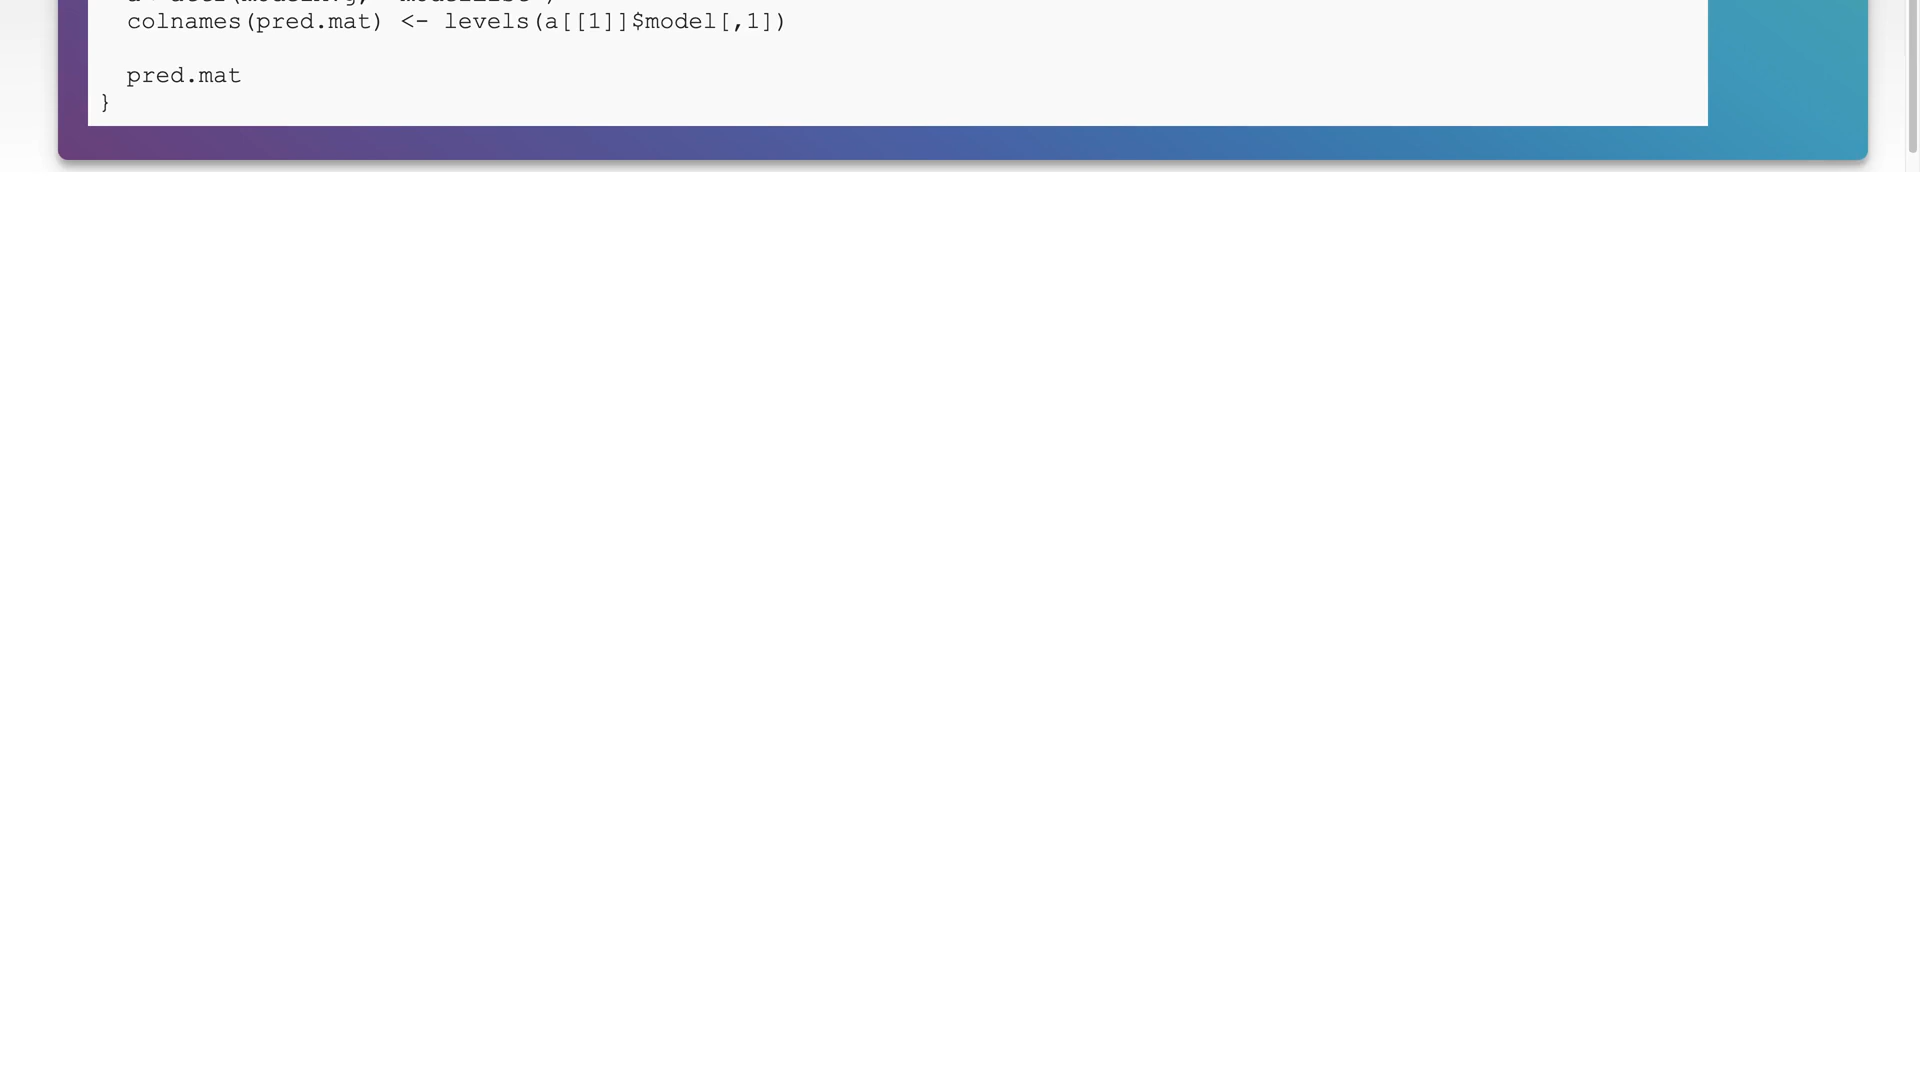 colnames(pred.mat) <- levels(a[[1]]$model[,1])
pred.mat
}